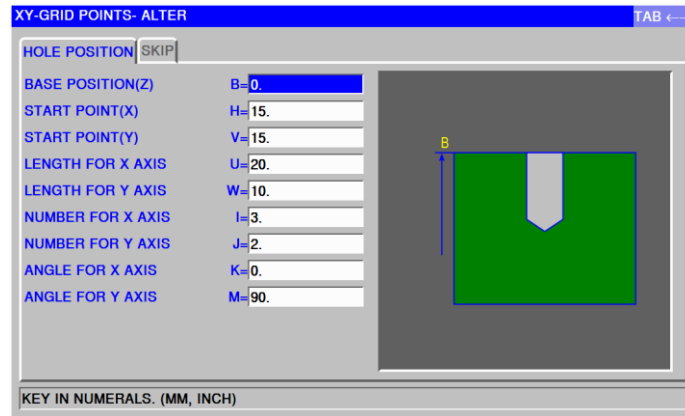 XY-GRID POINTS- ALTER TAB ←
HOLE POSITION SKIP
BASE POSITION(Z) B=0.
START POINT(X) H=15.
START POINT(Y) V=15.
LENGTH FOR X AXIS U=20.
LENGTH FOR Y AXIS W=10.
NUMBER FOR X AXIS I=3.
NUMBER FOR Y AXIS J=2.
ANGLE FOR X AXIS K=0.
ANGLE FOR Y AXIS M=90.
B
KEY IN NUMERALS. (MM, INCH)